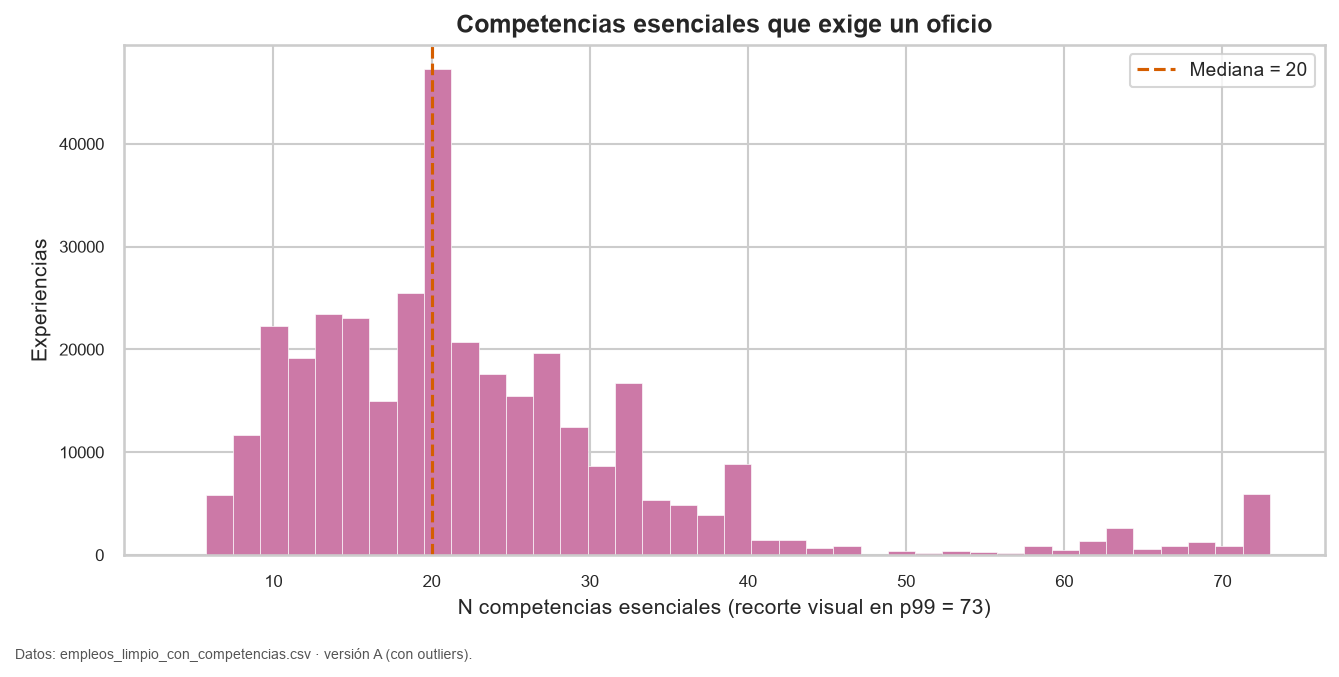 Competencias esenciales que exige un oficio
Mediana = 20
Experiencias
40000
30000
20000
10000
0
10 20 30 40 50 60 70
N competencias esenciales (recorte visual en p99 = 73)
Datos: empleos_limpio_con_competencias.csv · versión A (con outliers).